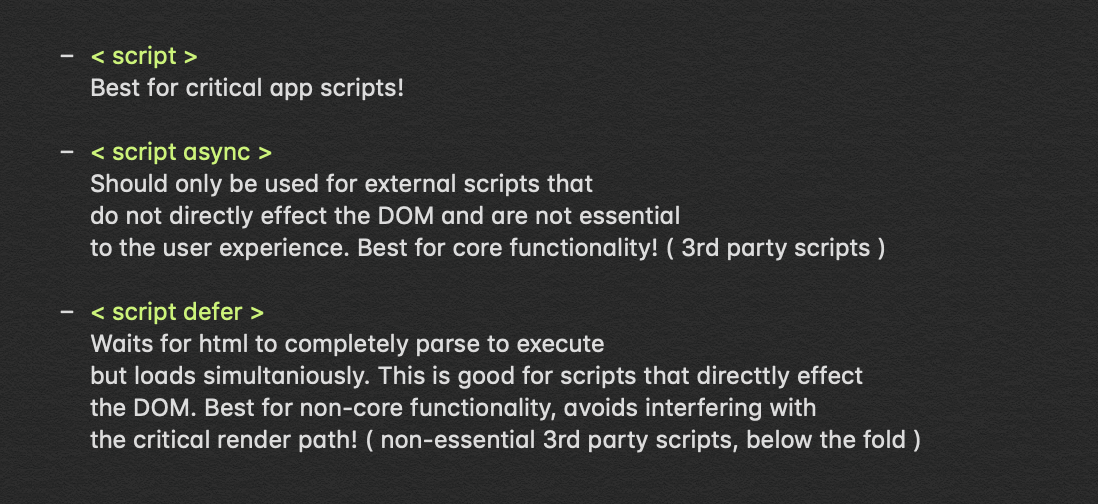 – < script >
Best for critical app scripts!
– < script async >
Should only be used for external scripts that
do not directly effect the DOM and are not essential
to the user experience. Best for core functionality! ( 3rd party scripts )
– < script defer >
Waits for html to completely parse to execute
but loads simultaniously. This is good for scripts that directtly effect
the DOM. Best for non-core functionality, avoids interfering with
the critical render path! ( non-essential 3rd party scripts, below the fold )